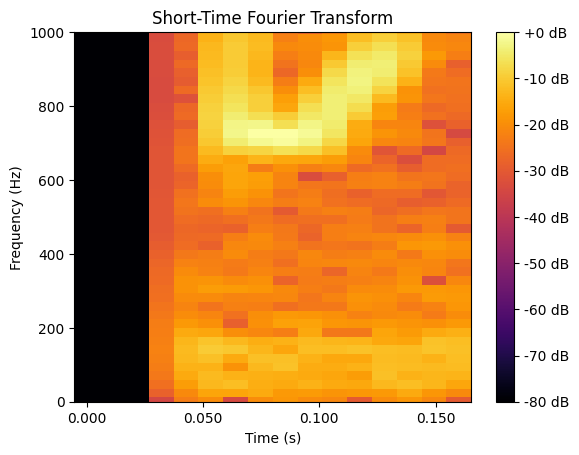 Short-Time Fourier Transform
1000
800
600
400
200
0
Frequency (Hz)
0.000
0.050
0.100
0.150
Time (s)
+0 dB
-10 dB
-20 dB
-30 dB
-40 dB
-50 dB
-60 dB
-70 dB
-80 dB